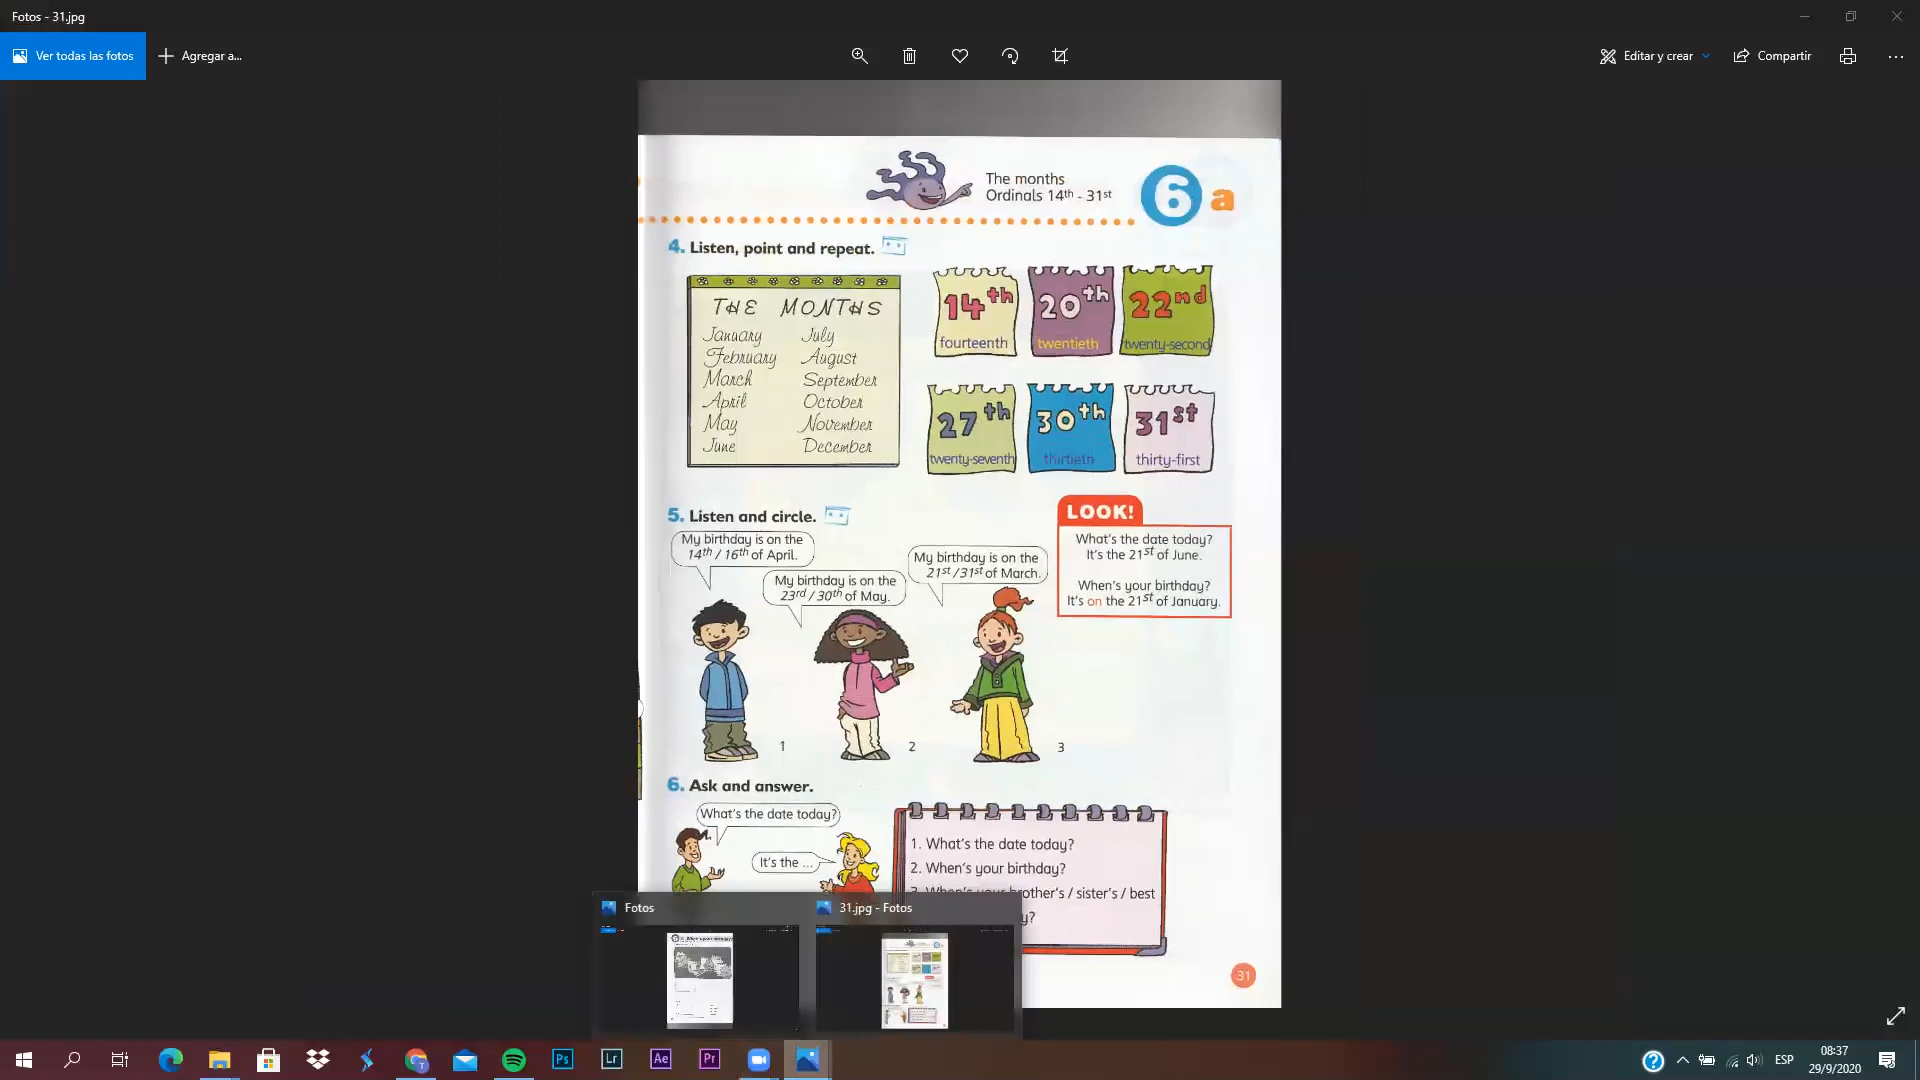 Fotos - 31.jpg
Ver todas las fotos
Agregar a...
Editar y crear
Compartir
The months
Ordinals 14th - 31st
6 a
4. Listen, point and repeat.
THE MONTHS
January July
February August
March September
April October
May November
June December
14th 20th 22nd
fourteenth twentieth twenty-second
27th 30th 31st
twenty-seventh thirtieth thirty-first
5. Listen and circle.
My birthday is on the
14th / 16th of April.
My birthday is on the
23rd / 30th of May.
My birthday is on the
21st / 31st of March.
LOOK!
What's the date today?
It's the 21st of June.
When's your birthday?
It's on the 21st of January.
1 2 3
6. Ask and answer.
What's the date today?
It's the ...
1. What's the date today?
2. When's your birthday?
3. When's your brother's / sister's / best
y?
31
Fotos
31.jpg - Fotos
Ps
Lr
Ae
Pr
T
ESP
08:37
29/9/2020